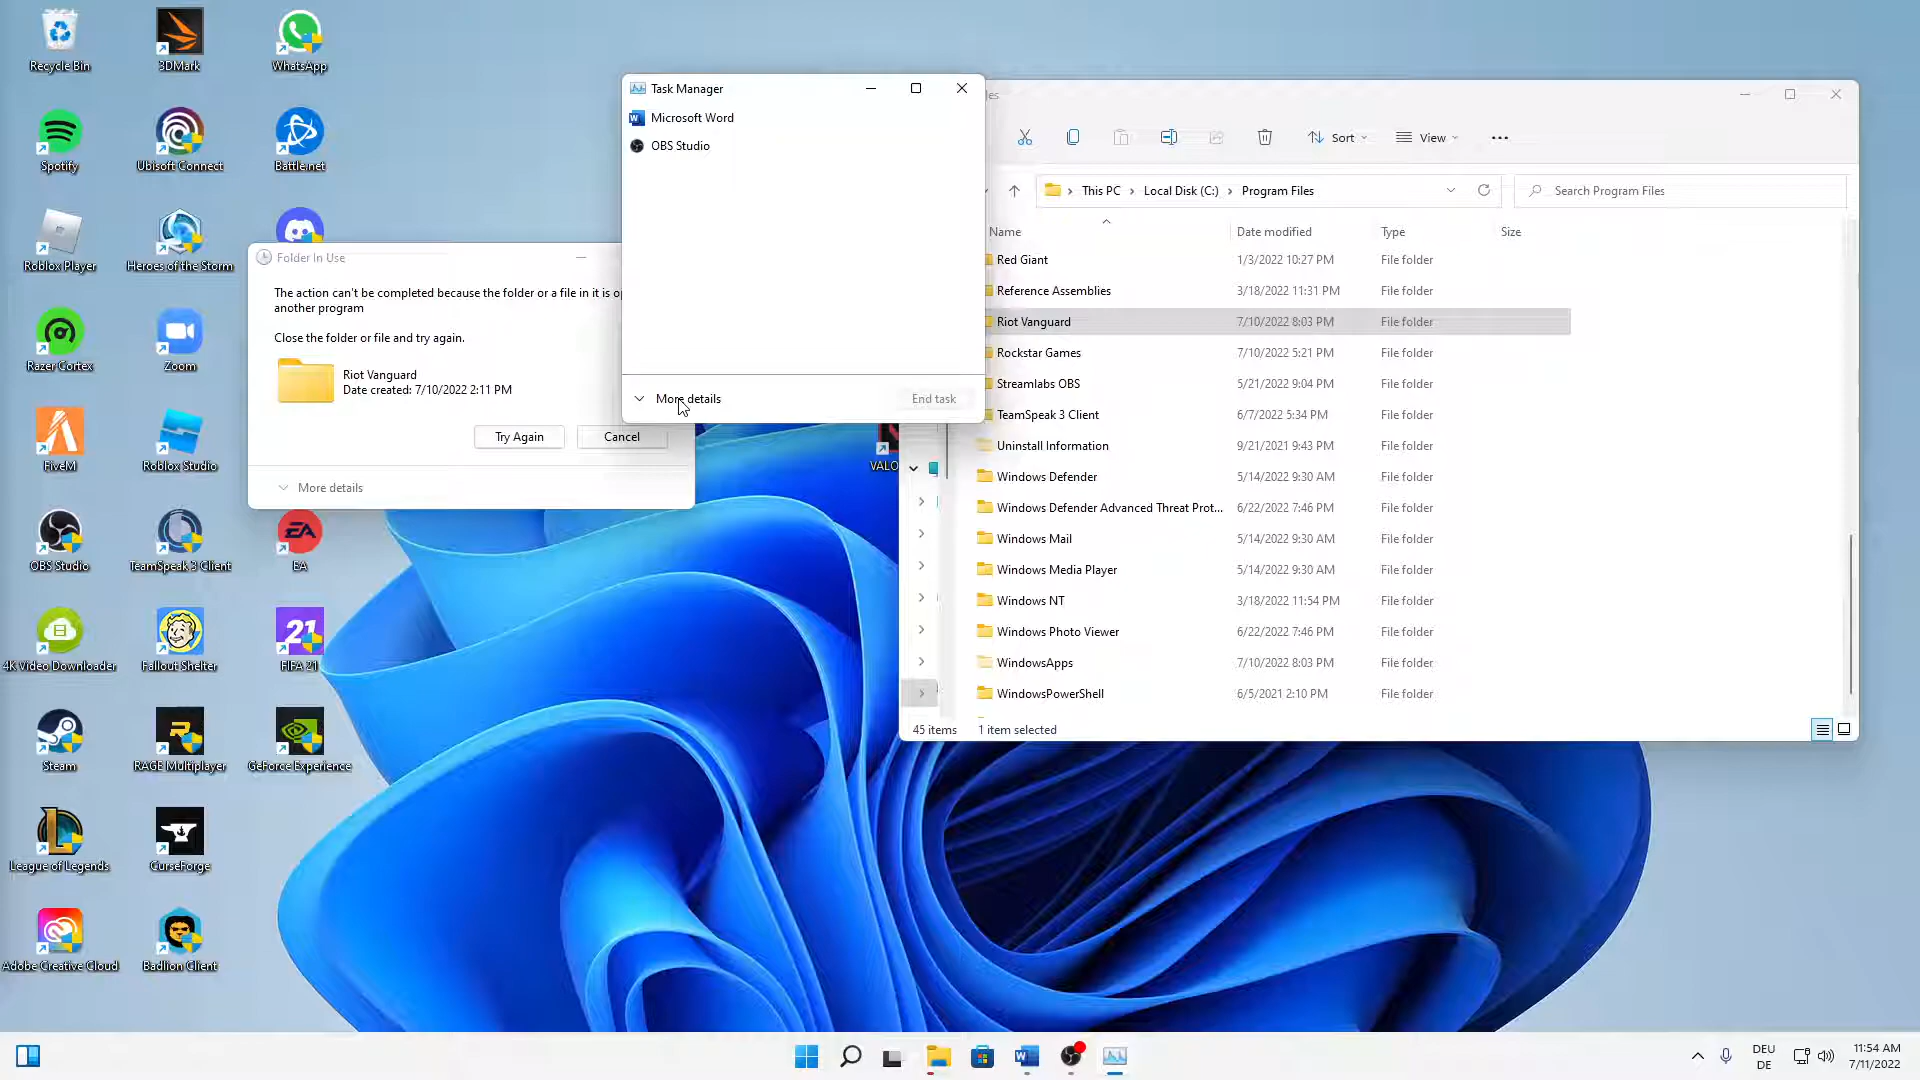 Recycle Bin
3DMark
WhatsApp
Spotify
Ubisoft Connect
Battle.net
Roblox Player
Heroes of the Storm
Razer Cortex
Zoom
FiveM
Roblox Studio
OBS Studio
TeamSpeak 3 Client
EA
4K Video Downloader
Fallout Shelter
FIFA 21
Steam
RAGE Multiplayer
GeForce Experience
League of Legends
CurseForge
Adobe Creative Cloud
Badlion Client
VALO
Folder In Use
The action can't be completed because the folder or a file in it is op
another program
Close the folder or file and try again.
Riot Vanguard
Date created: 7/10/2022 2:11 PM
Try Again
Cancel
More details
Task Manager
Microsoft Word
OBS Studio
More details
End task
les
Sort
View
This PC > Local Disk (C:) > Program Files
Search Program Files
Name Date modified Type Size
Red Giant 1/3/2022 10:27 PM File folder
Reference Assemblies 3/18/2022 11:31 PM File folder
Riot Vanguard 7/10/2022 8:03 PM File folder
Rockstar Games 7/10/2022 5:21 PM File folder
Streamlabs OBS 5/21/2022 9:04 PM File folder
TeamSpeak 3 Client 6/7/2022 5:34 PM File folder
Uninstall Information 9/21/2021 9:43 PM File folder
Windows Defender 5/14/2022 9:30 AM File folder
Windows Defender Advanced Threat Prot... 6/22/2022 7:46 PM File folder
Windows Mail 5/14/2022 9:30 AM File folder
Windows Media Player 5/14/2022 9:30 AM File folder
Windows NT 3/18/2022 11:54 PM File folder
Windows Photo Viewer 6/22/2022 7:46 PM File folder
WindowsApps 7/10/2022 8:03 PM File folder
WindowsPowerShell 6/5/2021 2:10 PM File folder
45 items 1 item selected
DEU
DE
11:54 AM
7/11/2022